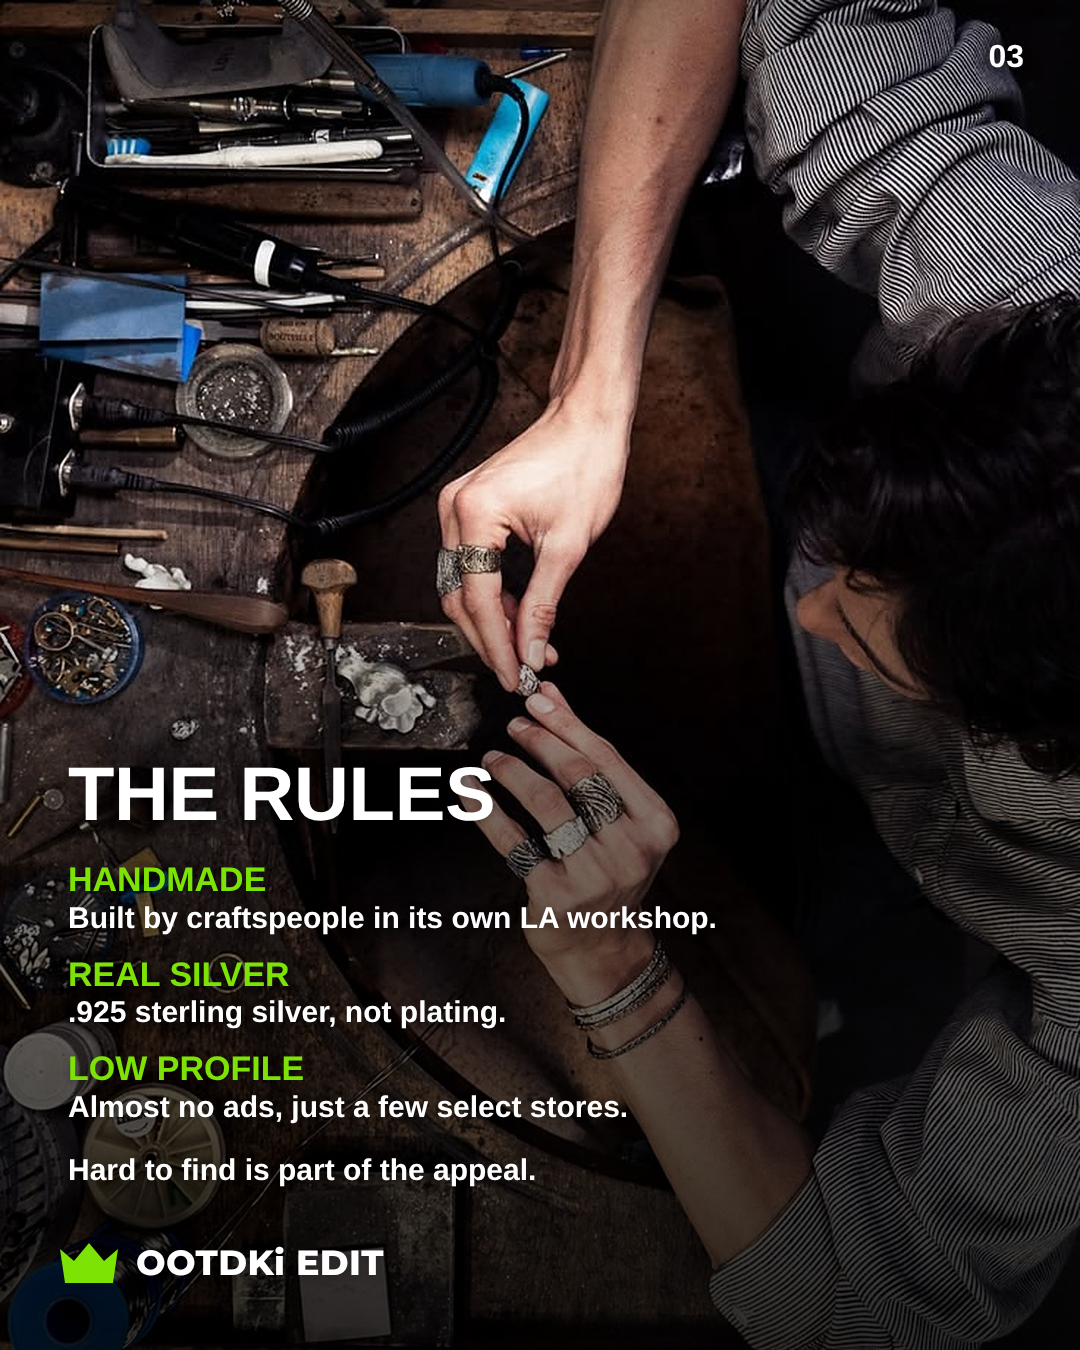 03
BOUTEILLE
THE RULES
HANDMADE
Built by craftspeople in its own LA workshop.
REAL SILVER
.925 sterling silver, not plating.
LOW PROFILE
Almost no ads, just a few select stores.
Hard to find is part of the appeal.
OOTDKi EDIT